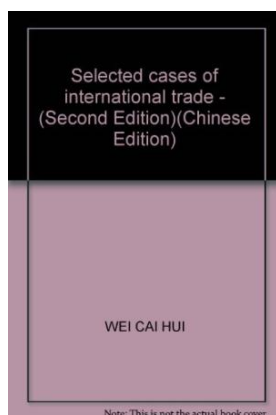 Selected cases of
international trade -
(Second Edition)(Chinese
Edition)
WEI CAI HUI
Note: This is not the actual book cover